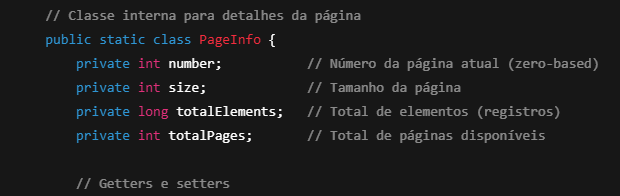 // Classe interna para detalhes da página
public static class PageInfo {
private int number; // Número da página atual (zero-based)
private int size; // Tamanho da página
private long totalElements; // Total de elementos (registros)
private int totalPages; // Total de páginas disponíveis
// Getters e setters